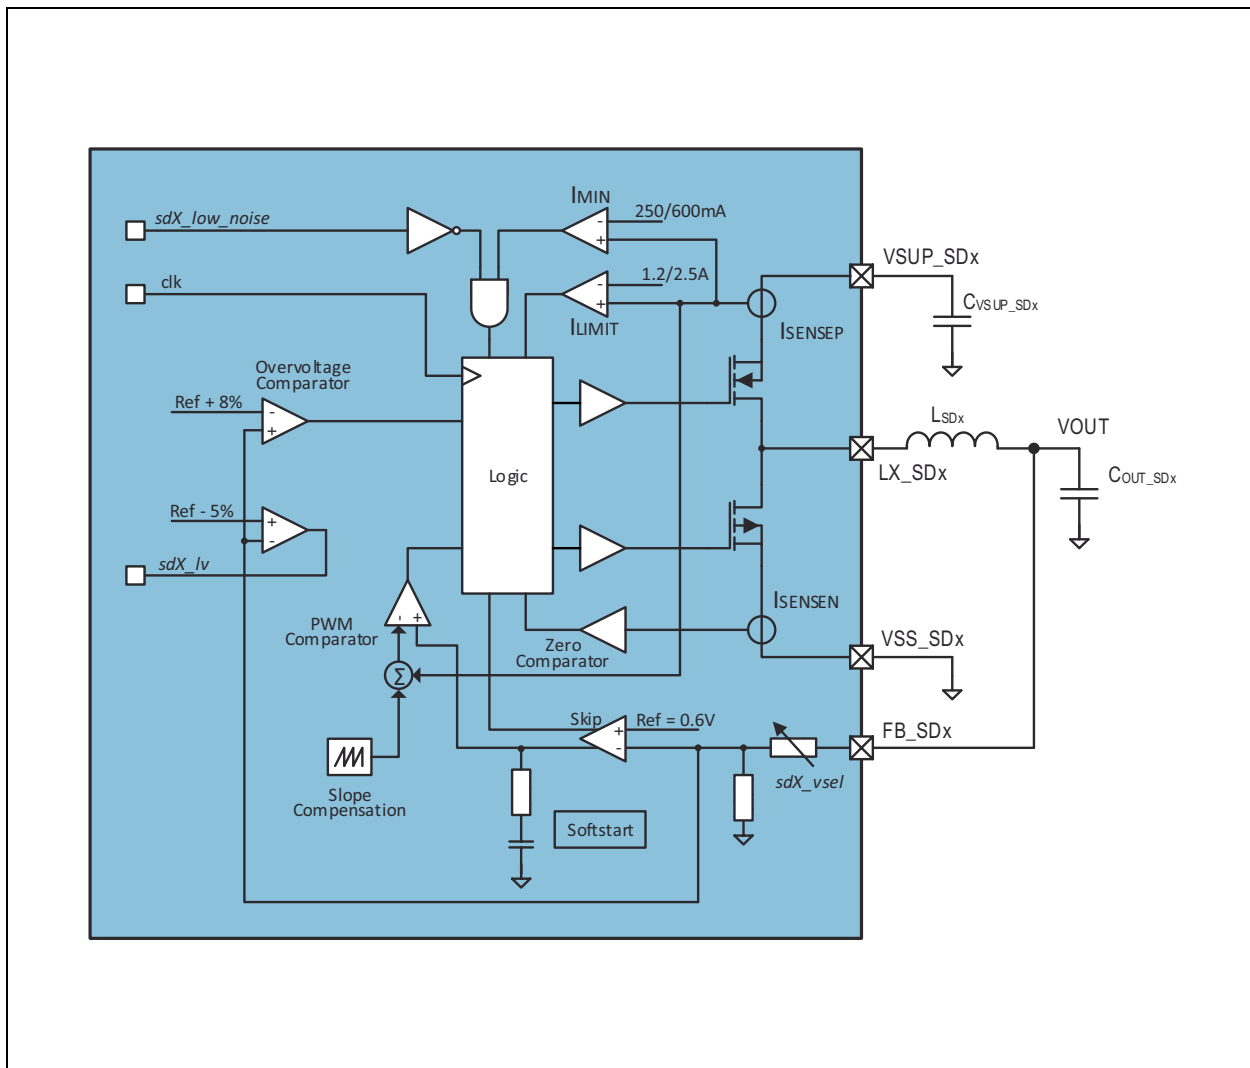 IMIN
sdX_low_noise
250/600mA
VSUP_SDx
clk
1.2/2.5A
CVSUP_SDx
ILIMIT
ISENSEP
Overvoltage
Comparator
Ref + 8%
LSDx
VOUT
Logic
LX_SDx
COUT_SDx
Ref - 5%
sdX_lv
ISENSEN
PWM
Comparator
Zero
Comparator
VSS_SDx
Σ
Skip
Ref = 0.6V
FB_SDx
sdX_vsel
Slope
Compensation
Softstart